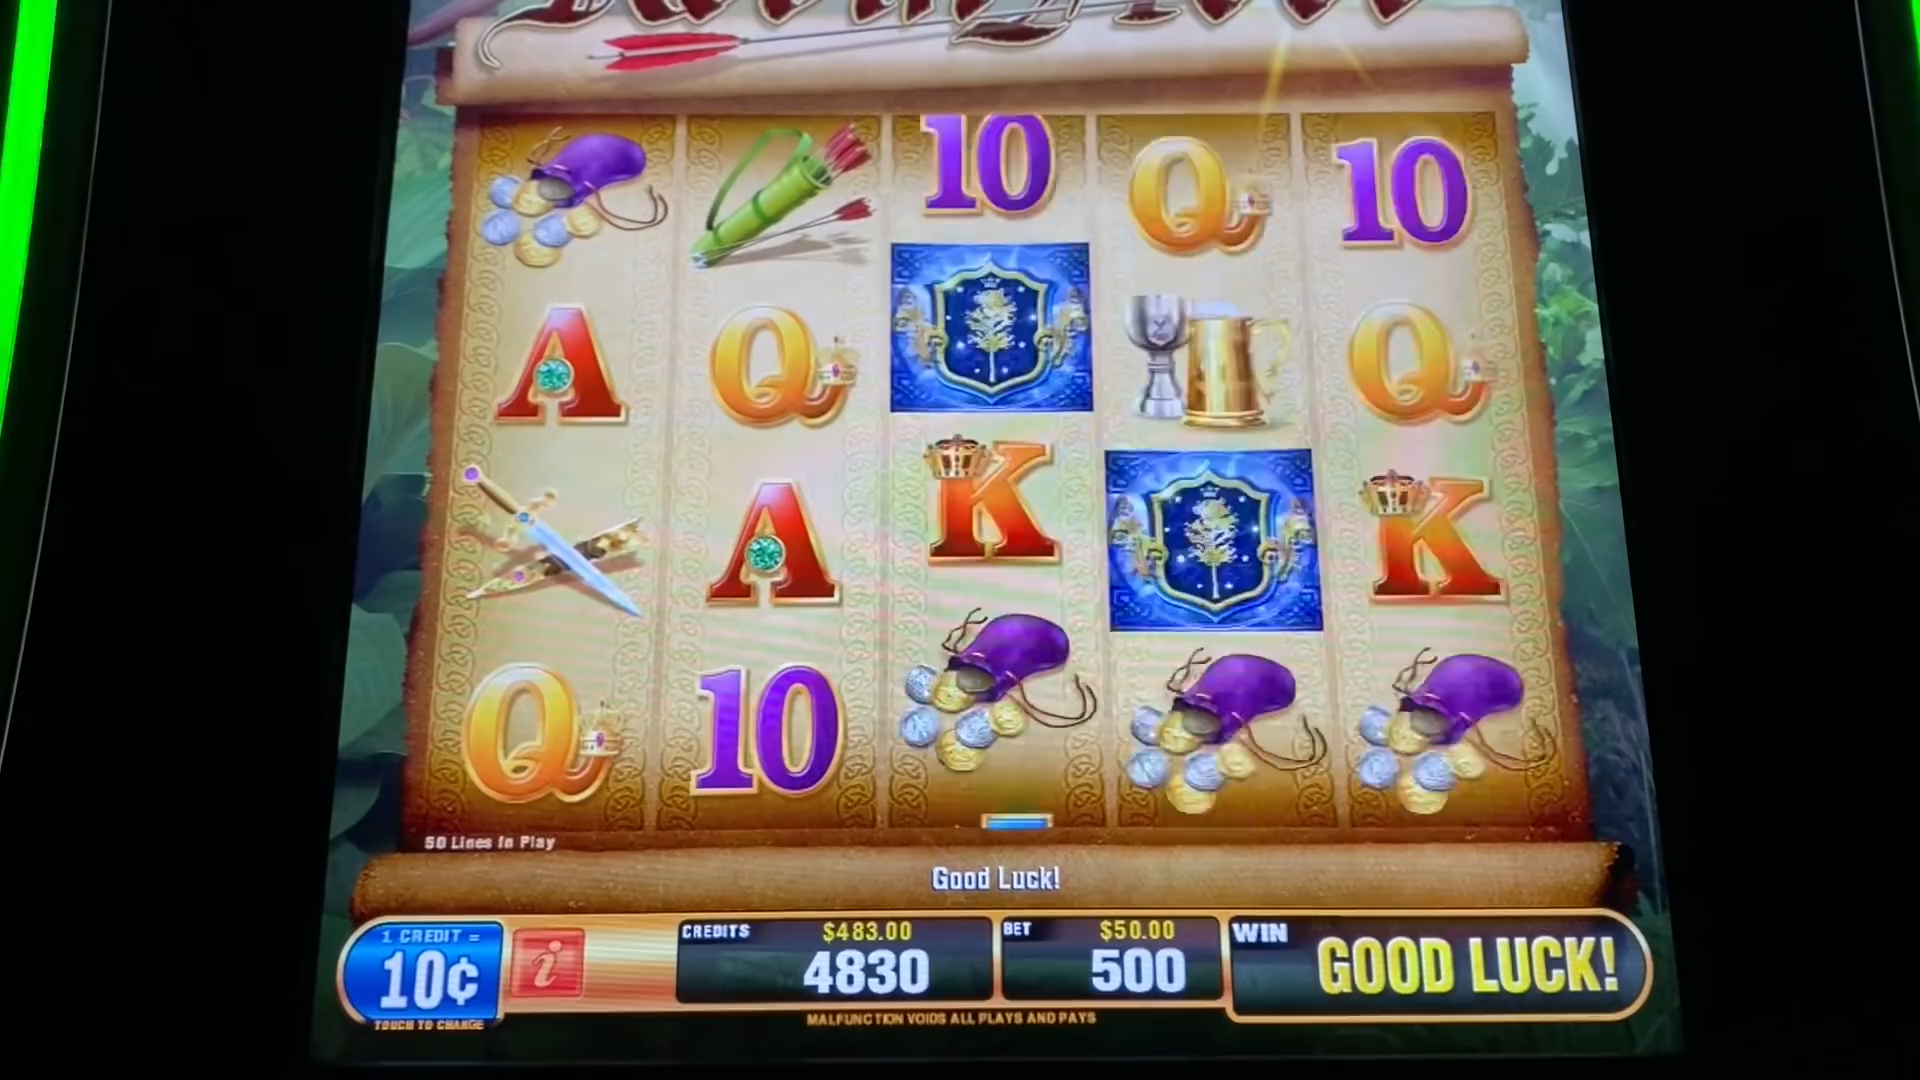 10 Q 10
A Q Q
K
A K
Q 10
50 Lines In Play
Good Luck!
1 CREDIT =
10¢
TOUCH TO CHANGE
i
CREDITS $483.00
4830
BET $50.00
500
WIN GOOD LUCK!
MALFUNCTION VOIDS ALL PLAYS AND PAYS